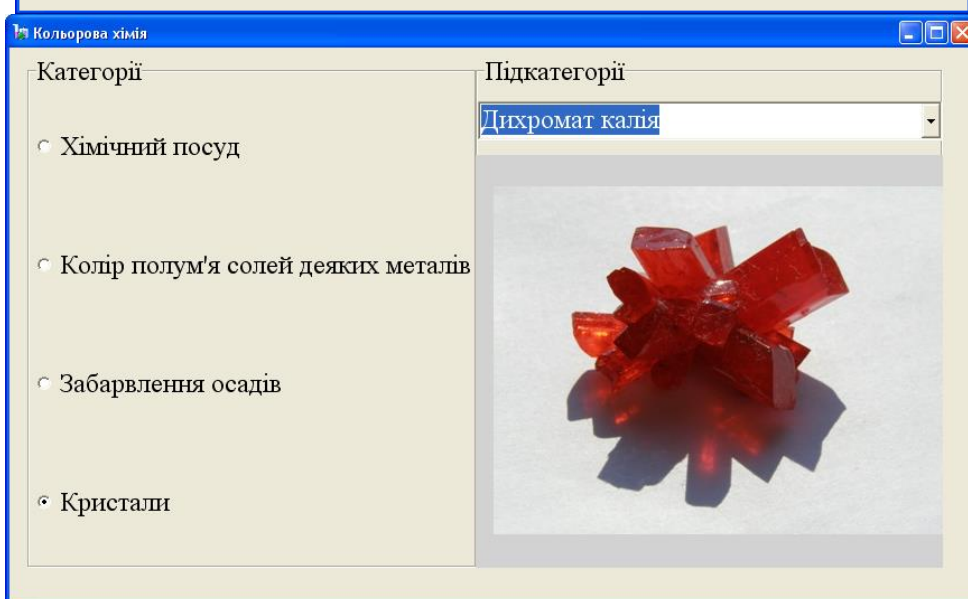 Кольорова хімія
Категорії
Хімічний посуд
Колір полум'я солей деяких металів
Забарвлення осадів
Кристали
Підкатегорії
Дихромат калія